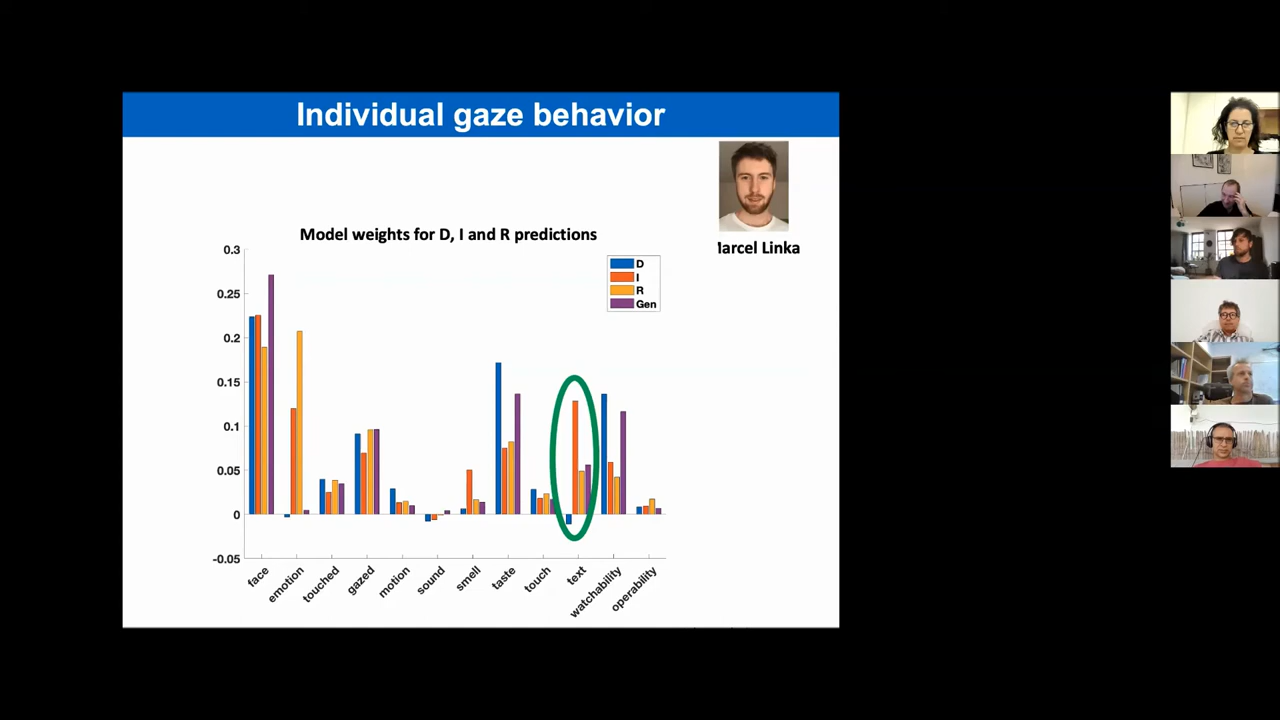 Individual gaze behavior
arcel Linka
Model weights for D, I and R predictions
0.3
0.25
0.2
0.15
0.1
0.05
0
-0.05
D
I
R
Gen
face
emotion
touched
gazed
motion
sound
smell
taste
touch
text
watchability
operability